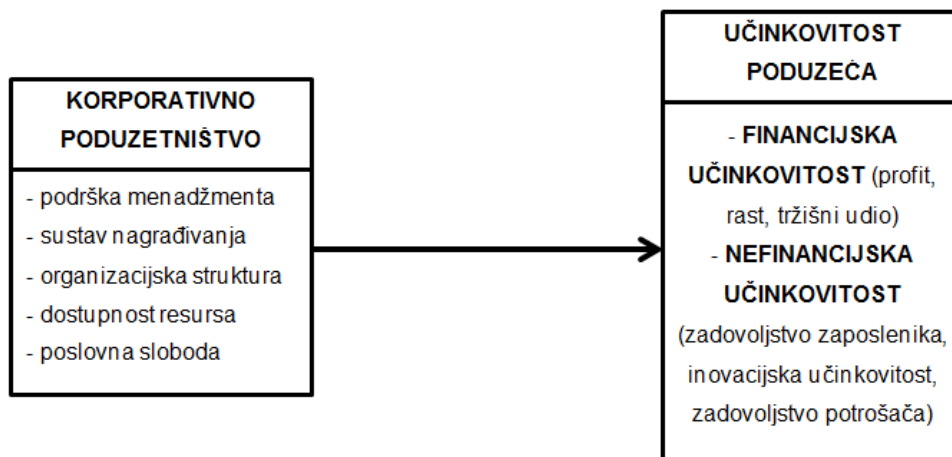 KORPORATIVNO
PODUZETNIŠTVO
- podrška menadžmenta
- sustav nagrađivanja
- organizacijska struktura
- dostupnost resursa
- poslovna sloboda
UČINKOVITOST
PODUZEĆA
- FINANCIJSKA
UČINKOVITOST (profit,
rast, tržišni udio)
- NEFINANCIJSKA
UČINKOVITOST
(zadovoljstvo zaposlenika,
inovacijska učinkovitost,
zadovoljstvo potrošača)